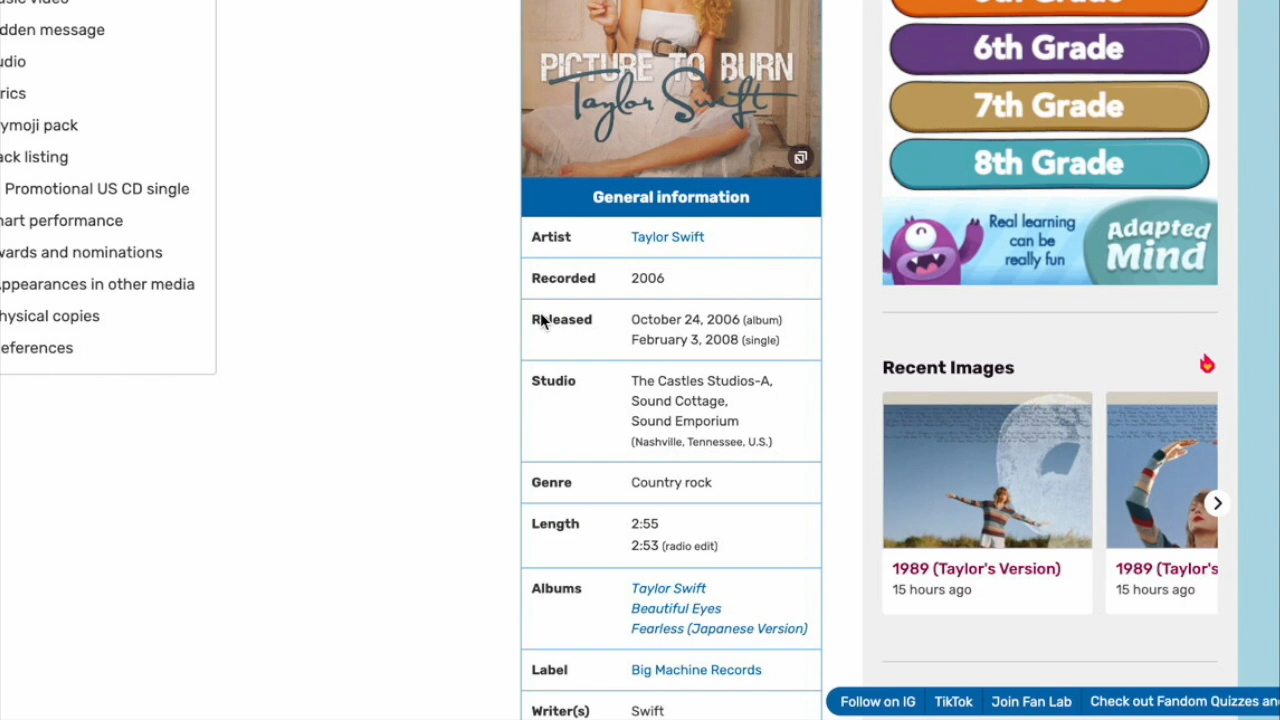 dden message
udio
rics
ymoji pack
ack listing
Promotional US CD single
hart performance
wards and nominations
Appearances in other media
hysical copies
eferences
PICTURE TO BURN
Taylor Swift
General information
Artist Taylor Swift
Recorded 2006
Released October 24, 2006 (album)
February 3, 2008 (single)
Studio The Castles Studios-A,
Sound Cottage,
Sound Emporium
(Nashville, Tennessee, U.S.)
Genre Country rock
Length 2:55
2:53 (radio edit)
Albums Taylor Swift
Beautiful Eyes
Fearless (Japanese Version)
Label Big Machine Records
Writer(s) Swift
6th Grade
7th Grade
8th Grade
Real learning
can be
really fun
Adapted
Mind
Recent Images
1989 (Taylor's Version)
15 hours ago
1989 (Taylor's
15 hours ago
Follow on IG TikTok Join Fan Lab Check out Fandom Quizzes an